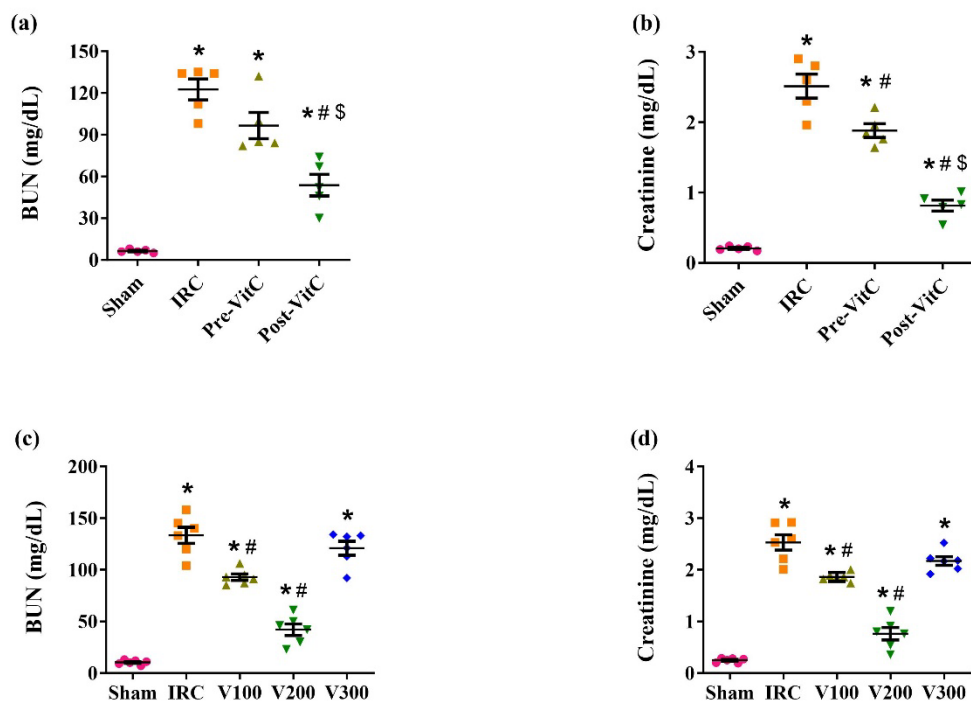 (a)
BUN (mg/dL)
150
120
90
60
30
0
*
*
* # $
Sham
IRC
Pre-VitC
Post-VitC
(b)
Creatinine (mg/dL)
3
2
1
0
*
* #
* # $
Sham
IRC
Pre-VitC
Post-VitC
(c)
BUN (mg/dL)
200
150
100
50
0
*
* #
* #
*
Sham IRC V100 V200 V300
(d)
Creatinine (mg/dL)
4
3
2
1
0
*
* #
* #
*
Sham IRC V100 V200 V300